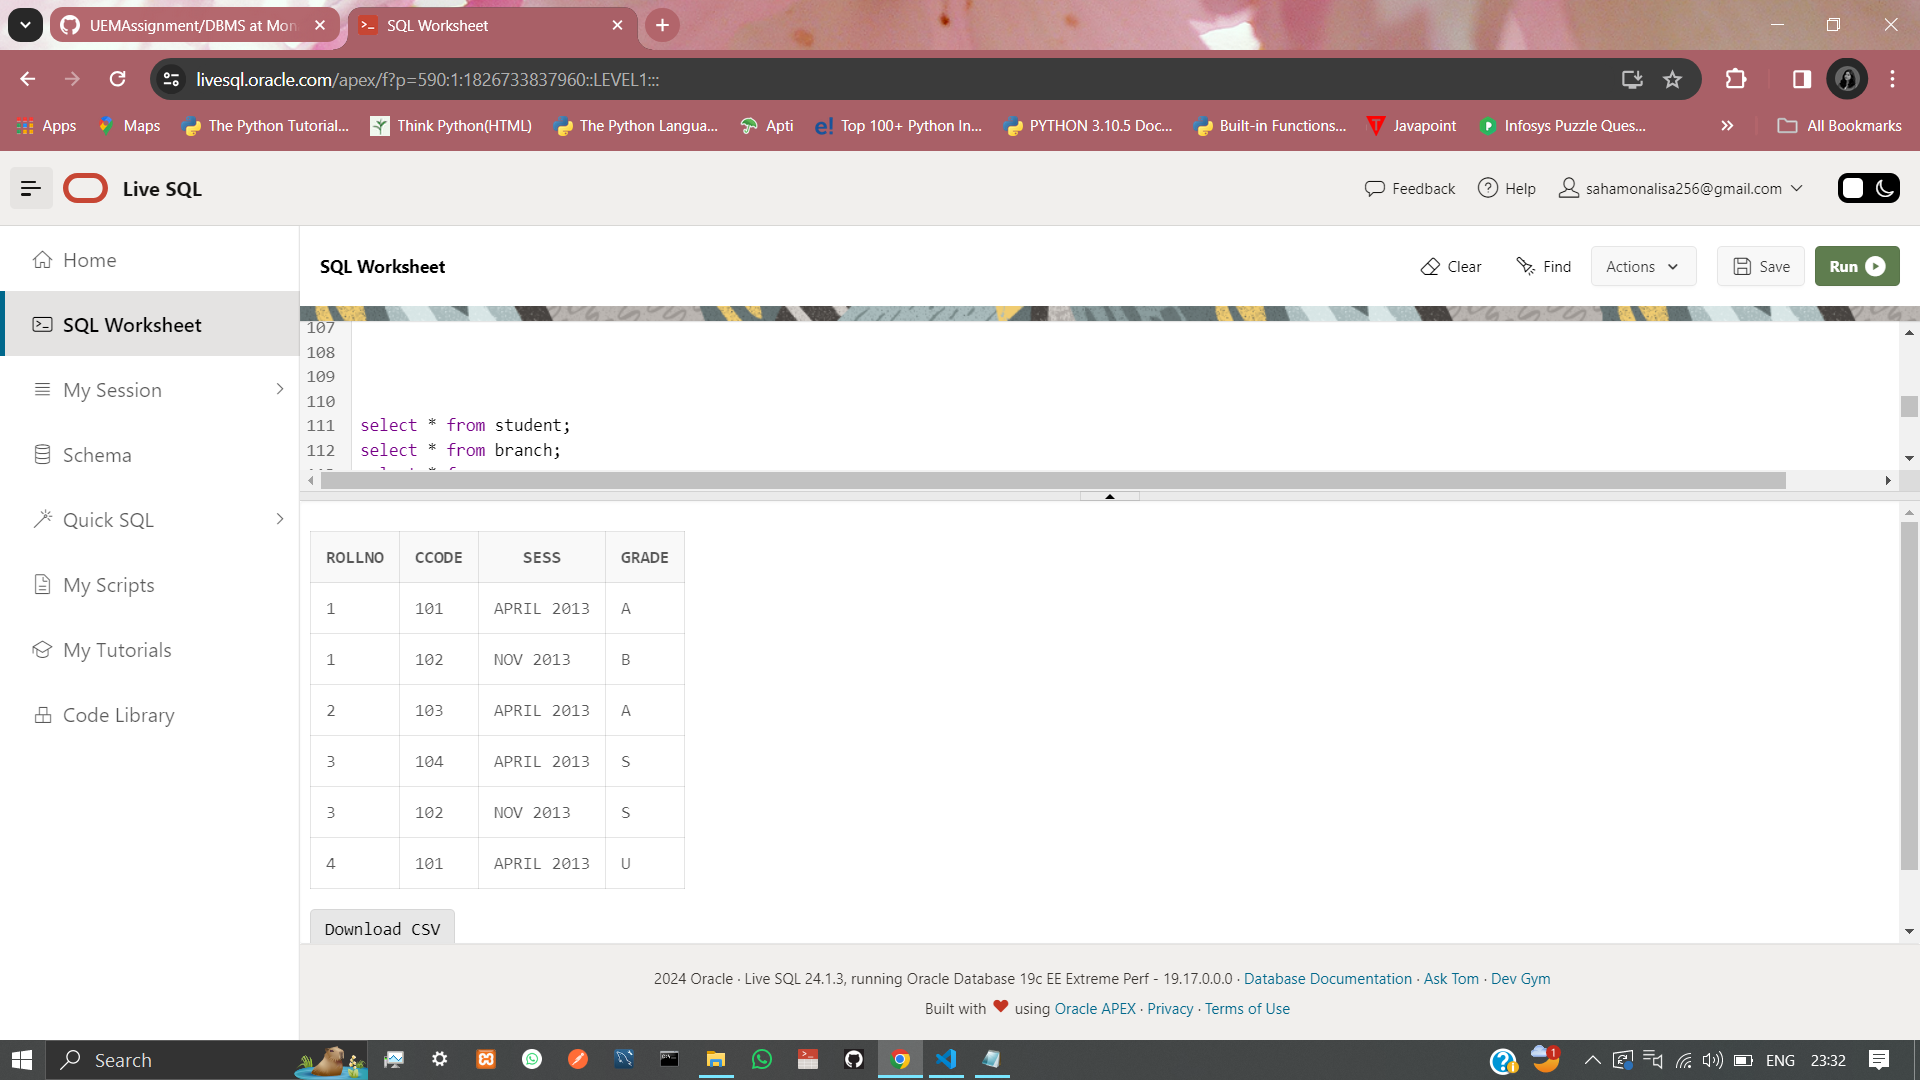 UEMAssignment/DBMS at Mon
SQL Worksheet
livesql.oracle.com/apex/f?p=590:1:1826733837960::LEVEL1:::
Apps
Maps
The Python Tutorial...
Think Python(HTML)
The Python Langua...
Apti
e!
Top 100+ Python In...
PYTHON 3.10.5 Doc...
Built-in Functions...
Javapoint
Infosys Puzzle Ques...
All Bookmarks
Live SQL
Feedback
Help
sahamonalisa256@gmail.com
Home
SQL Worksheet
My Session
Schema
Quick SQL
My Scripts
My Tutorials
Code Library
SQL Worksheet
Clear
Find
Actions
Save
Run
107
108
109
110
111 select * from student;
112 select * from branch;
ROLLNO CCODE SESS GRADE
1 101 APRIL 2013 A
1 102 NOV 2013 B
2 103 APRIL 2013 A
3 104 APRIL 2013 S
3 102 NOV 2013 S
4 101 APRIL 2013 U
Download CSV
2024 Oracle · Live SQL 24.1.3, running Oracle Database 19c EE Extreme Perf - 19.17.0.0.0 · Database Documentation · Ask Tom · Dev Gym
Built with ❤ using Oracle APEX · Privacy · Terms of Use
Search
1
ENG
23:32